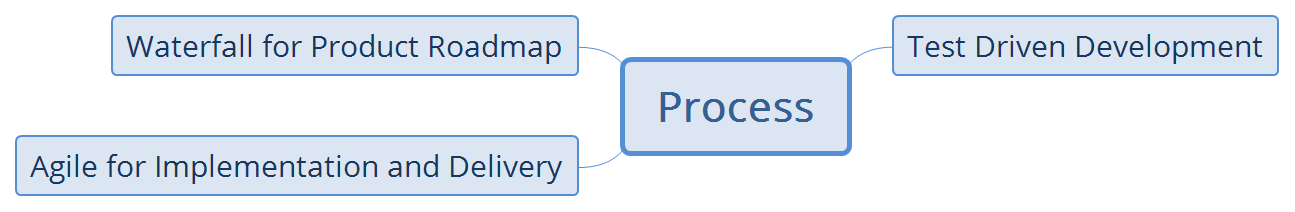 Waterfall for Product Roadmap
Test Driven Development
Process
Agile for Implementation and Delivery